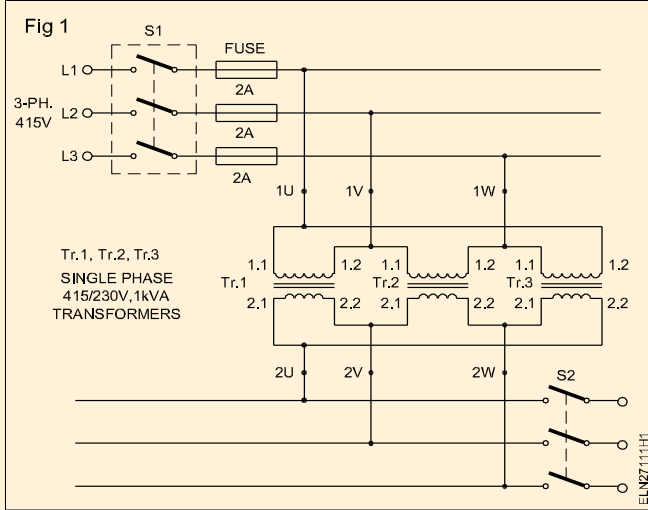 Fig 1
S1
FUSE
L1
2A
3-PH.
415V
L2
2A
L3
2A
1U 1V 1W
Tr.1, Tr.2, Tr.3
SINGLE PHASE
415/230V,1kVA
TRANSFORMERS
1.1 1.2 1.1 1.2 1.1 1.2
Tr.1 Tr.2 Tr.3
2.1 2.2 2.1 2.2 2.1 2.2
2U 2V 2W
S2
ELN27111H1